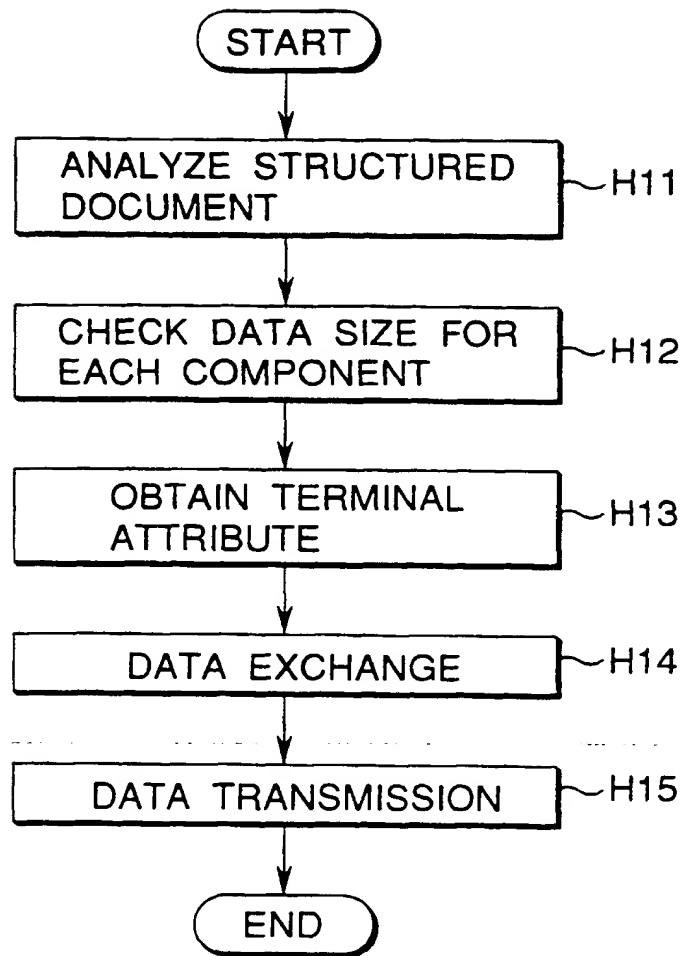 START
ANALYZE STRUCTURED
DOCUMENT
H11
CHECK DATA SIZE FOR
EACH COMPONENT
H12
OBTAIN TERMINAL
ATTRIBUTE
H13
DATA EXCHANGE
H14
DATA TRANSMISSION
H15
END